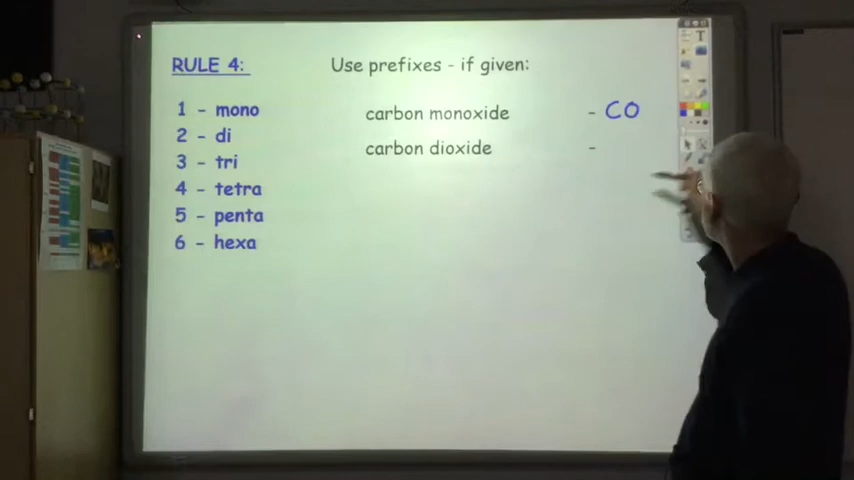 RULE 4:
Use prefixes - if given:
1 - mono
carbon monoxide - CO
2 - di
carbon dioxide -
3 - tri
4 - tetra
5 - penta
6 - hexa
T